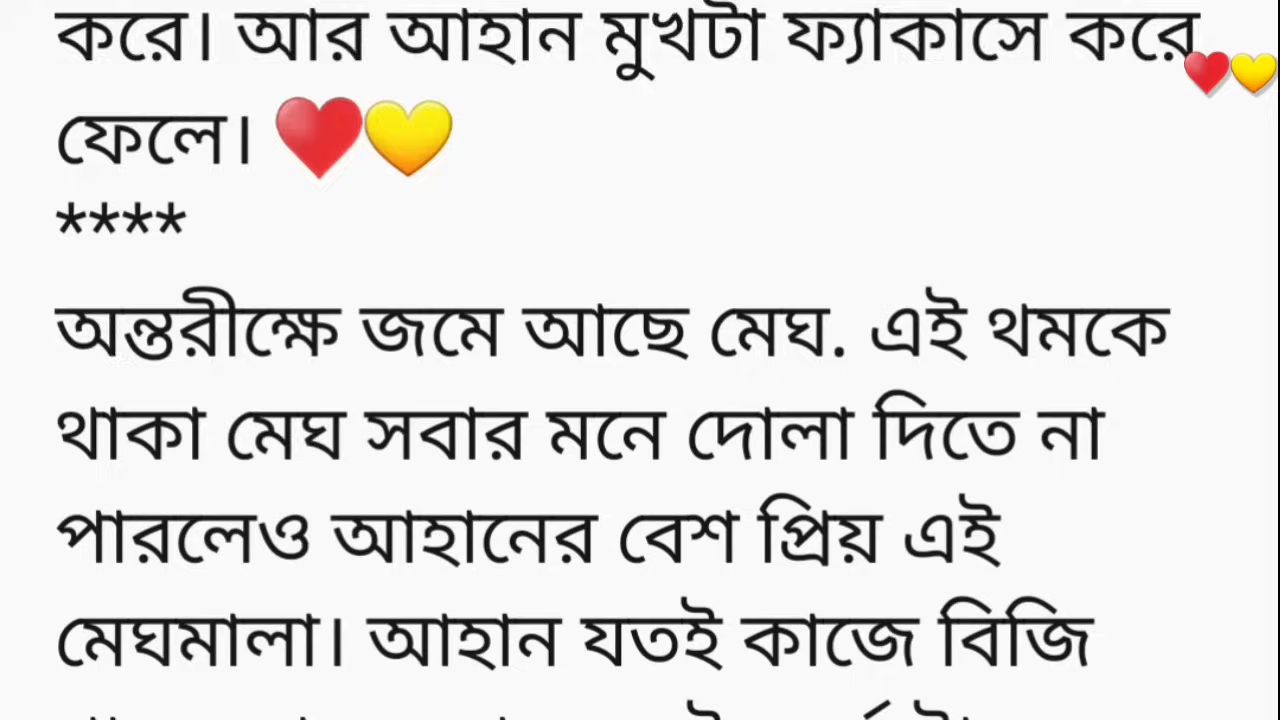 করে। আর আহান মুখটা ফ্যাকাসে করে
ফেলে। ❤️💛
****
অন্তরীক্ষে জমে আছে মেঘ. এই থমকে
থাকা মেঘ সবার মনে দোলা দিতে না
পারলেও আহানের বেশ প্রিয় এই
মেঘমালা। আহান যতই কাজে বিজি